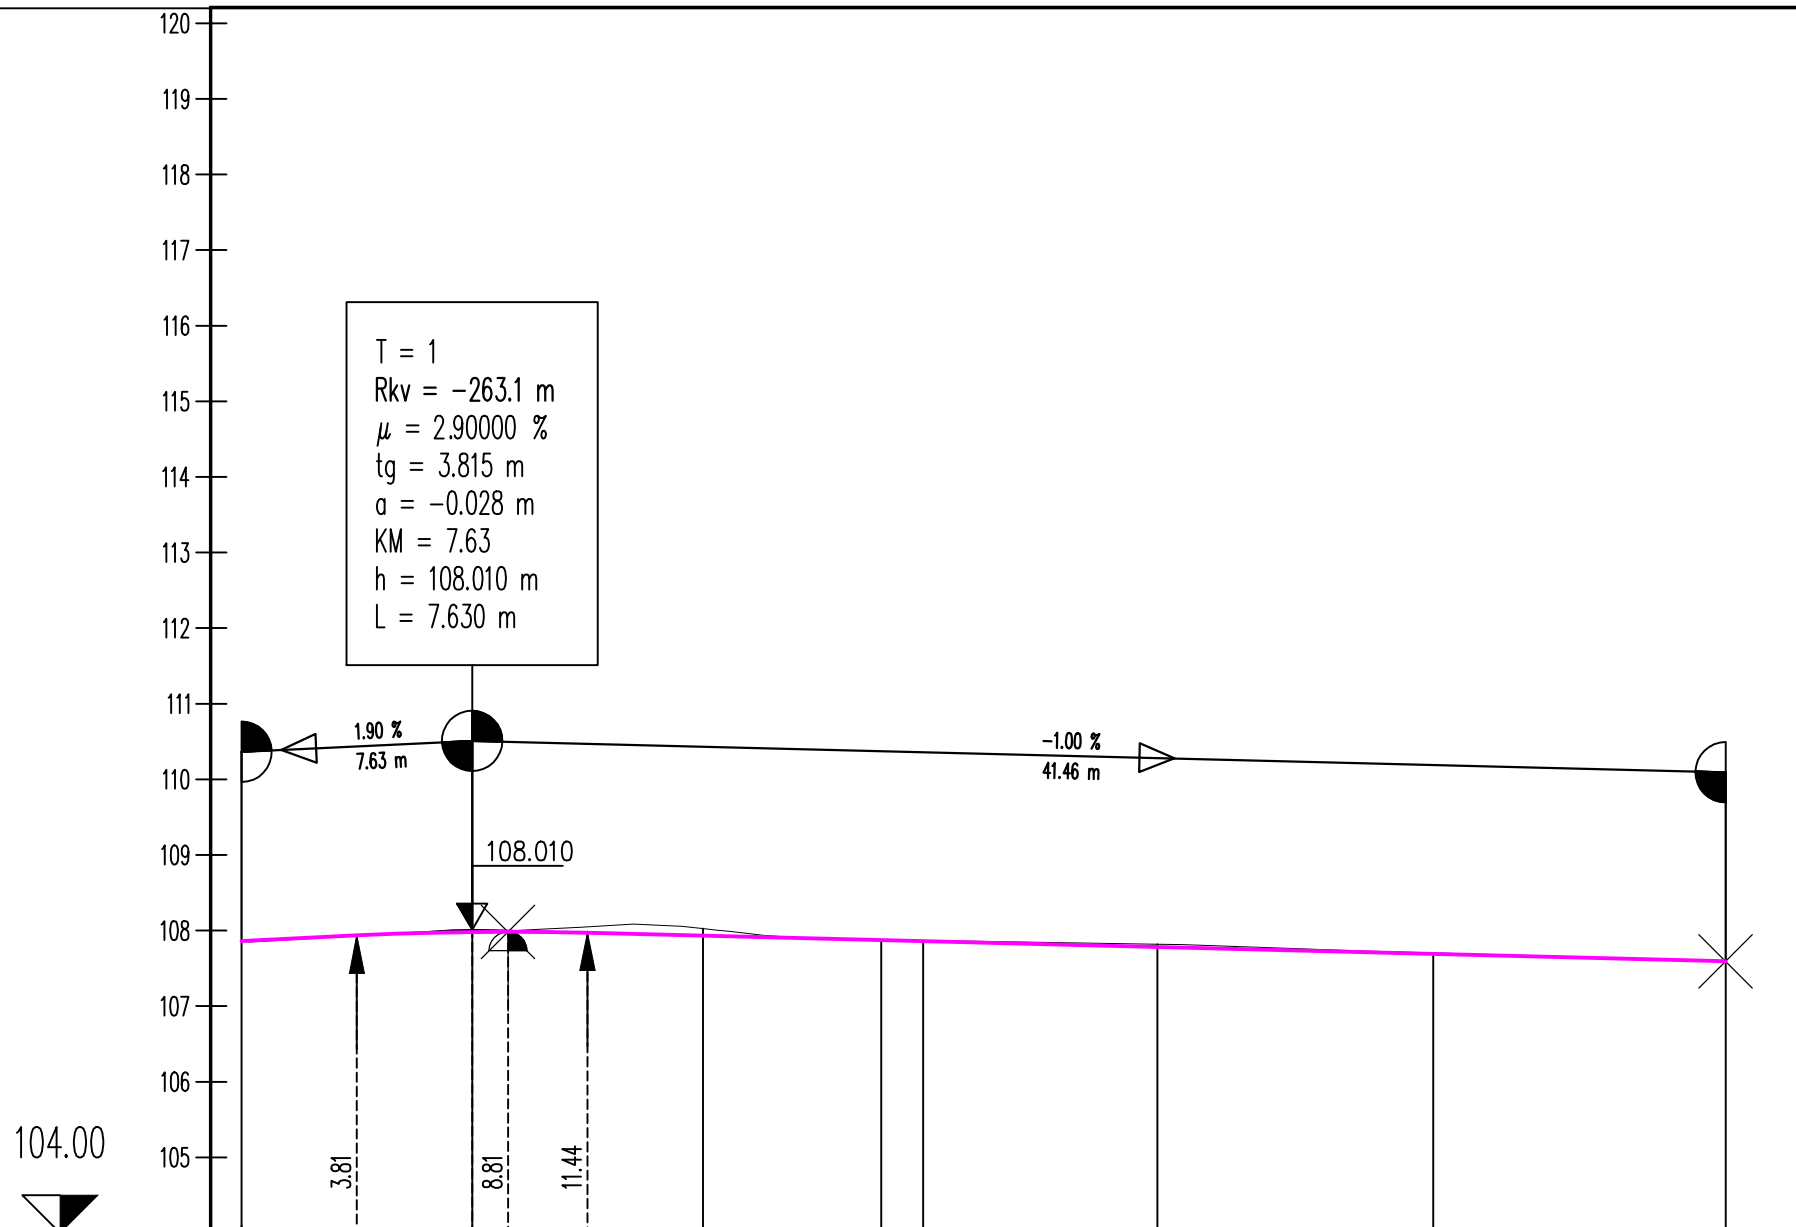 120
119
118
117
116
115
114
113
112
111
110
109
108
107
106
105
104.00
T = 1
Rkv = -263.1 m
μ = 2.90000 %
tg = 3.815 m
a = -0.028 m
KM = 7.63
h = 108.010 m
L = 7.630 m
1.90 %
7.63 m
-1.00 %
41.46 m
108.010
3.81
8.81
11.44